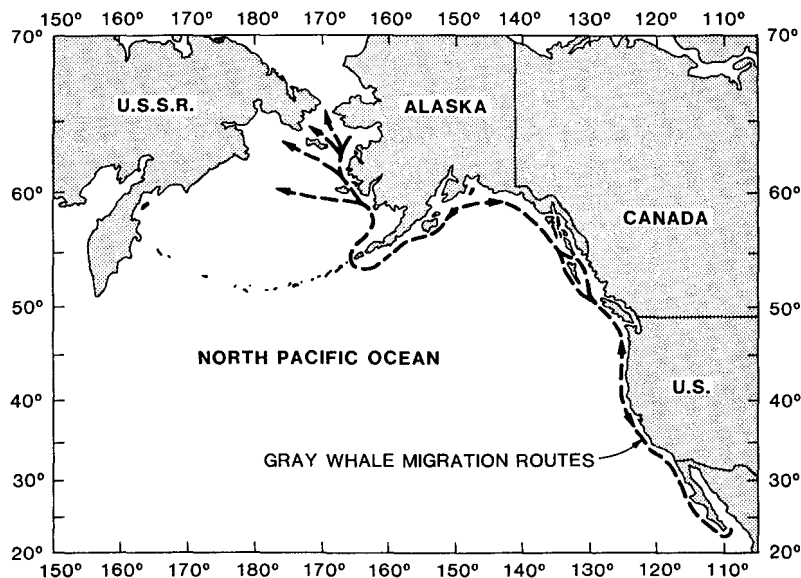 150° 160° 170° 180° 170° 160° 150° 140° 130° 120° 110°
70° 70°
U.S.S.R. ALASKA
60° 60°
CANADA
50° 50°
NORTH PACIFIC OCEAN
U.S.
40° 40°
GRAY WHALE MIGRATION ROUTES
30° 30°
20° 20°
150° 160° 170° 180° 170° 160° 150° 140° 130° 120° 110°